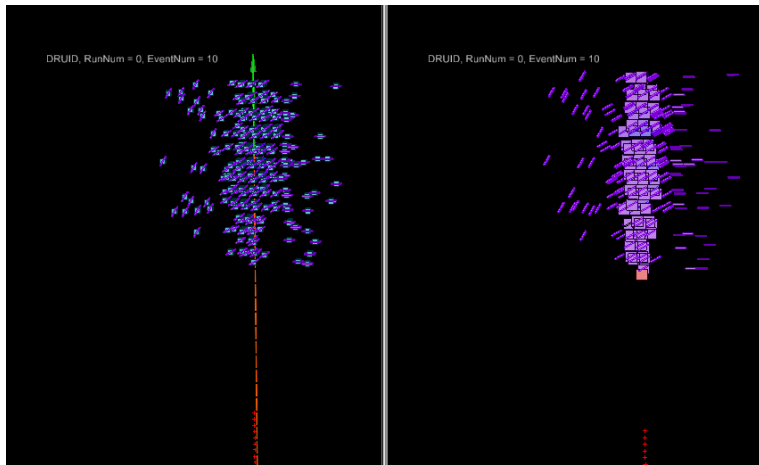 DRUID, RunNum = 0, EventNum = 10
DRUID, RunNum = 0, EventNum = 10